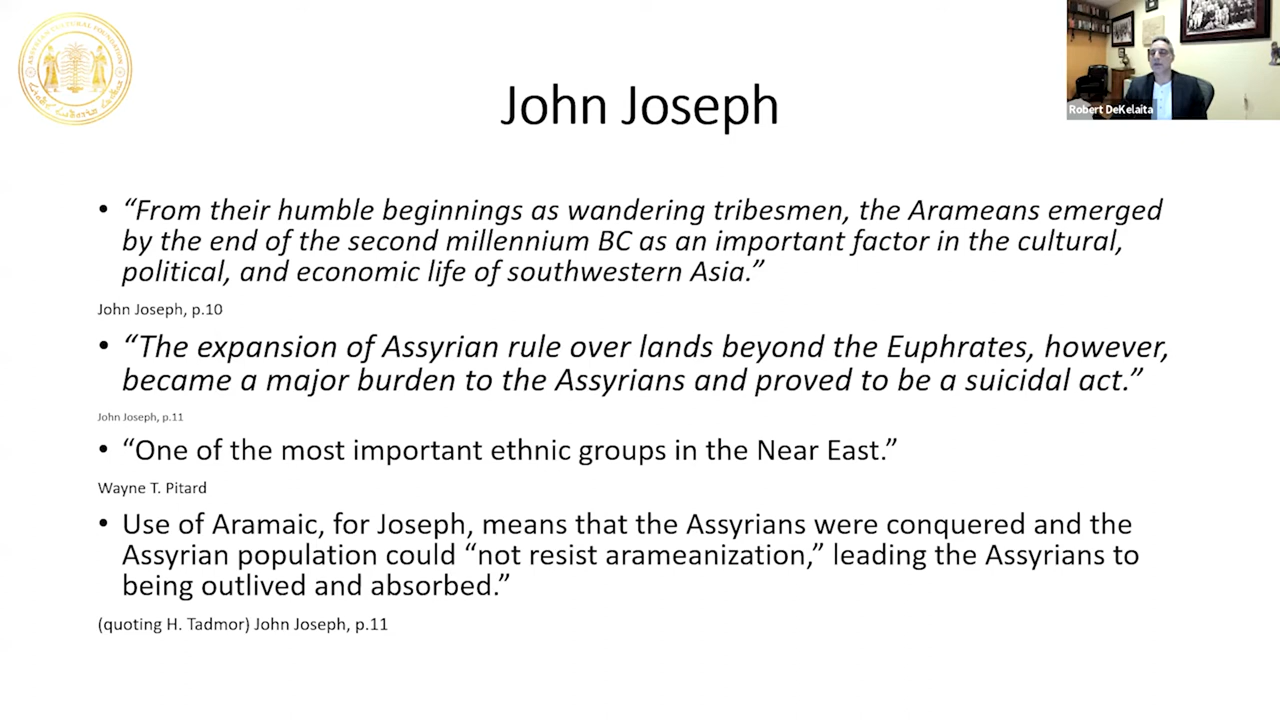 Robert DeKelaita
John Joseph
• “From their humble beginnings as wandering tribesmen, the Arameans emerged
by the end of the second millennium BC as an important factor in the cultural,
political, and economic life of southwestern Asia.”
John Joseph, p.10
• “The expansion of Assyrian rule over lands beyond the Euphrates, however,
became a major burden to the Assyrians and proved to be a suicidal act.”
John Joseph, p.11
• “One of the most important ethnic groups in the Near East.”
Wayne T. Pitard
• Use of Aramaic, for Joseph, means that the Assyrians were conquered and the
Assyrian population could “not resist arameanization,” leading the Assyrians to
being outlived and absorbed.”
(quoting H. Tadmor) John Joseph, p.11
ASSYRIAN CULTURAL FOUNDATION